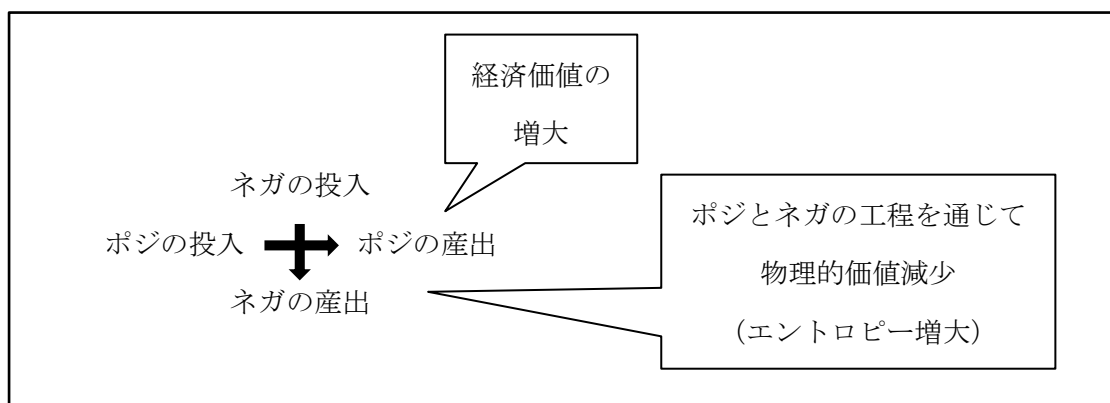 経済価値の
増大
ネガの投入
ポジの投入
ポジの産出
ネガの産出
ポジとネガの工程を通じて
物理的価値減少
（エントロピー増大）